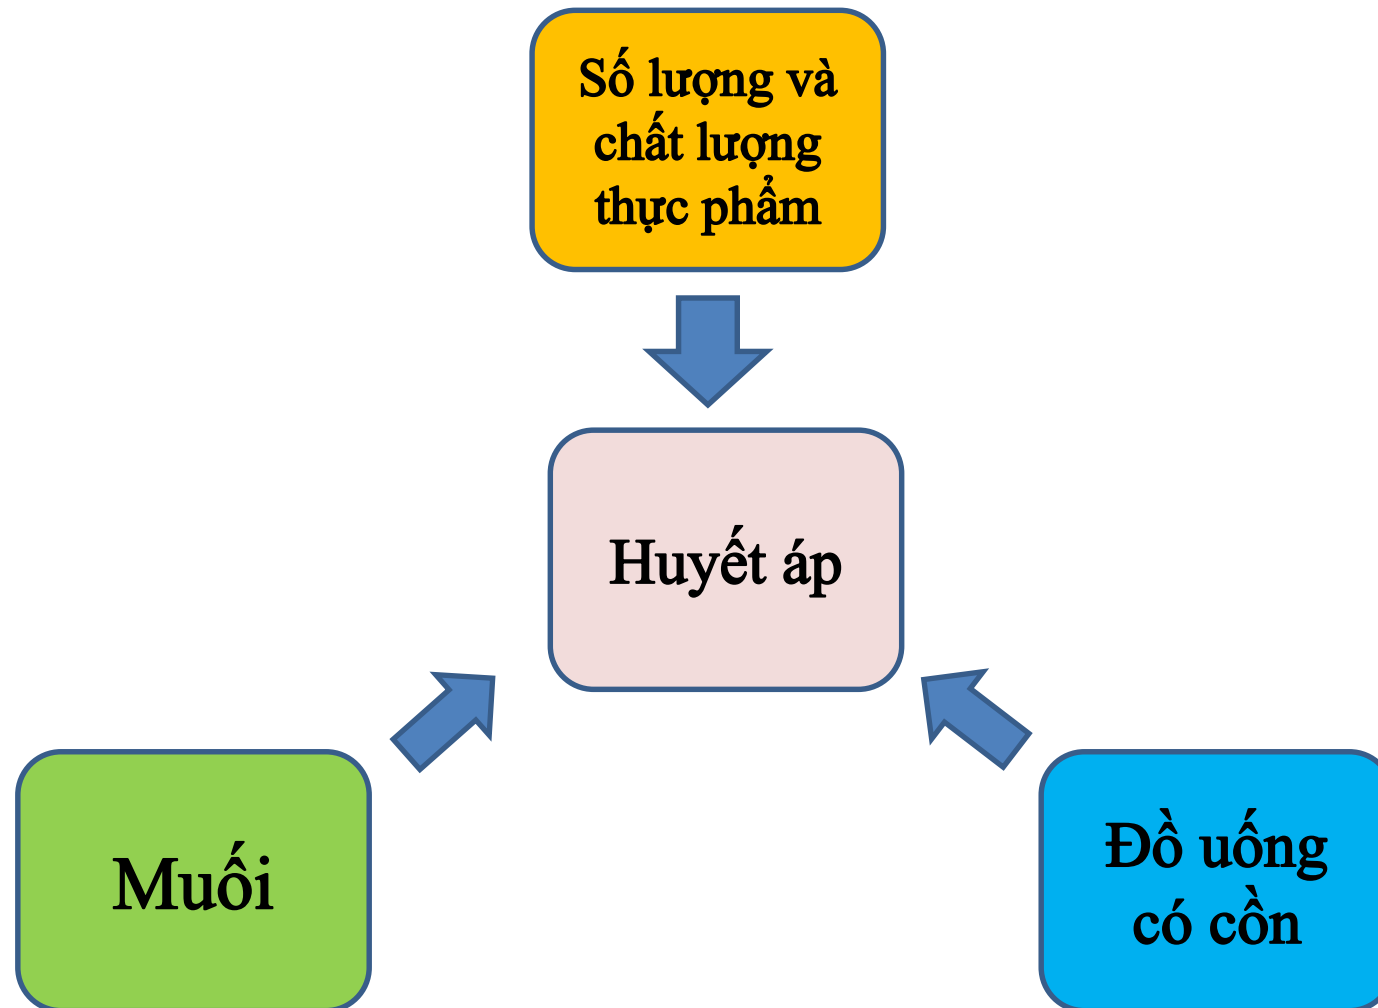 Số lượng và
chất lượng
thực phẩm
Huyết áp
Muối
Đồ uống
có cồn